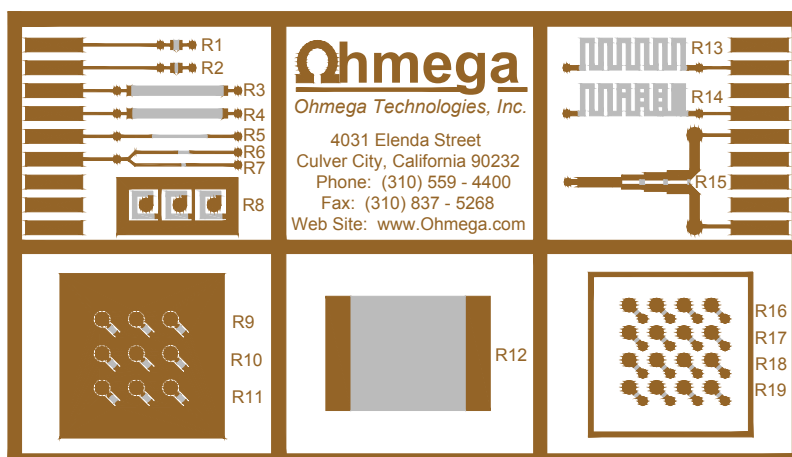 R1
R2
R3
R4
R5
R6
R7
R8
Ωhmega
Ohmega Technologies, Inc.
4031 Elenda Street
Culver City, California 90232
Phone: (310) 559 - 4400
Fax: (310) 837 - 5268
Web Site: www.Ohmega.com
R13
R14
R15
R9
R10
R11
R12
R16
R17
R18
R19